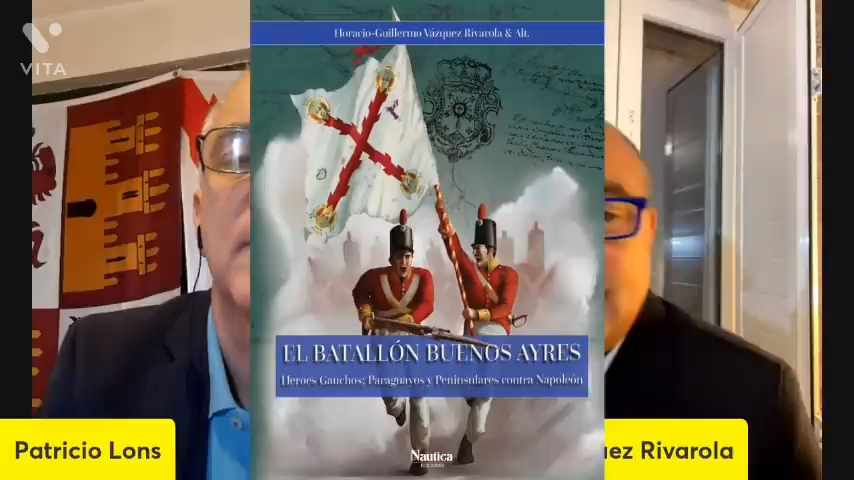 VITA
Horacio-Guillermo Vázquez Rivarola & Alt.
EL BATALLÓN BUENOS AYRES
Heroes Gauchos; Paraguayos y Peninsulares contra Napoleón
Nautica
Patricio Lons
uez Rivarola